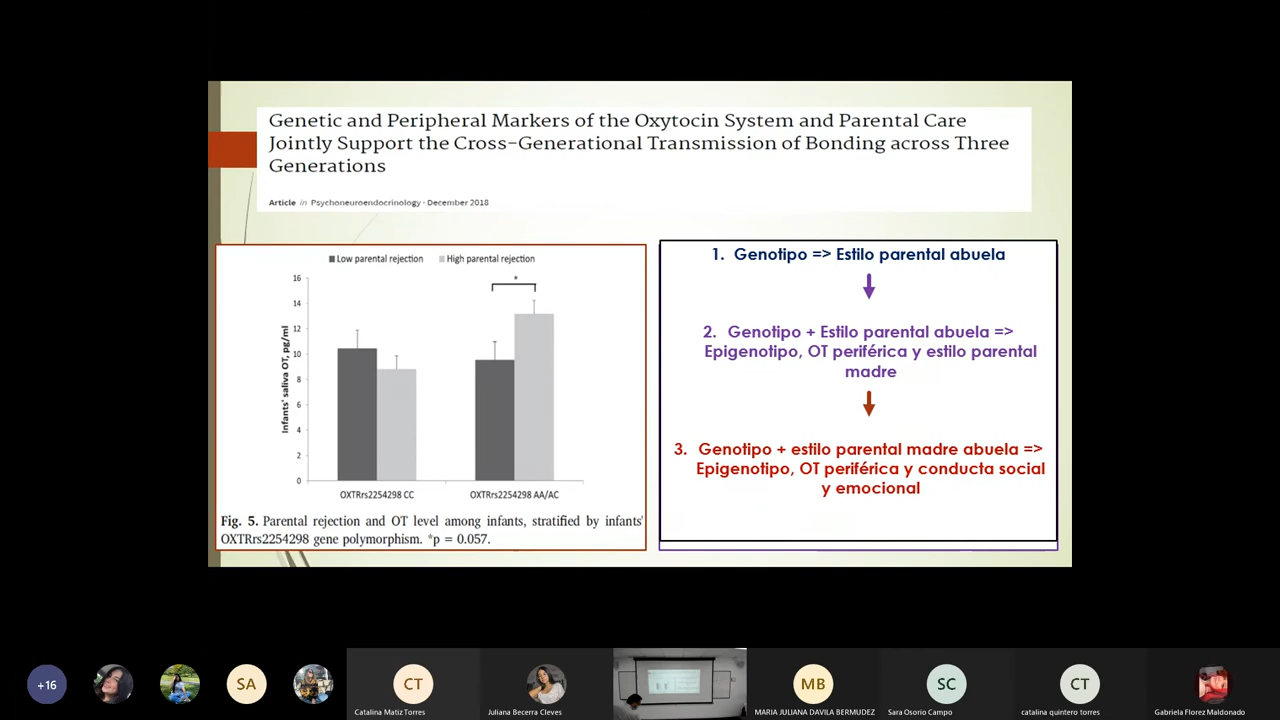 Genetic and Peripheral Markers of the Oxytocin System and Parental Care
Jointly Support the Cross-Generational Transmission of Bonding across Three
Generations
Article in Psychoneuroendocrinology · December 2018
Low parental rejection
High parental rejection
*
16
14
12
10
8
6
4
2
0
Infants' saliva OT, pg/ml
OXTRrs2254298 CC
OXTRrs2254298 AA/AC
Fig. 5. Parental rejection and OT level among infants, stratified by infants'
OXTRrs2254298 gene polymorphism. *p = 0.057.
1. Genotipo => Estilo parental abuela
2. Genotipo + Estilo parental abuela =>
Epigenotipo, OT periférica y estilo parental
madre
3. Genotipo + estilo parental madre abuela =>
Epigenotipo, OT periférica y conducta social
y emocional
+16
SA
CT
Catalina Matiz Torres
Juliana Becerra Cleves
MB
MARIA JULIANA DAVILA BERMUDEZ
SC
Sara Osorio Campo
CT
catalina quintero torres
Gabriela Florez Maldonado